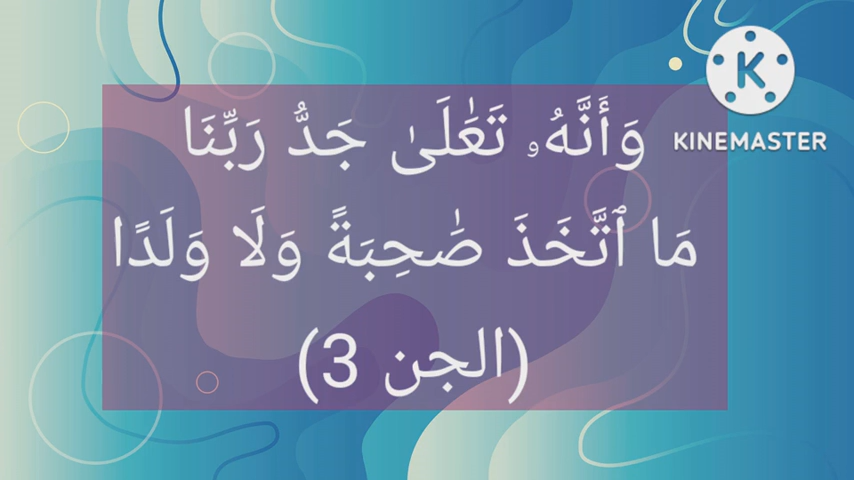 وَأَنَّهُۥ تَعَٰلَىٰ جَدُّ رَبِّنَا
مَا ٱتَّخَذَ صَٰحِبَةً وَلَا وَلَدًا
(الجن 3)
K
KINEMASTER